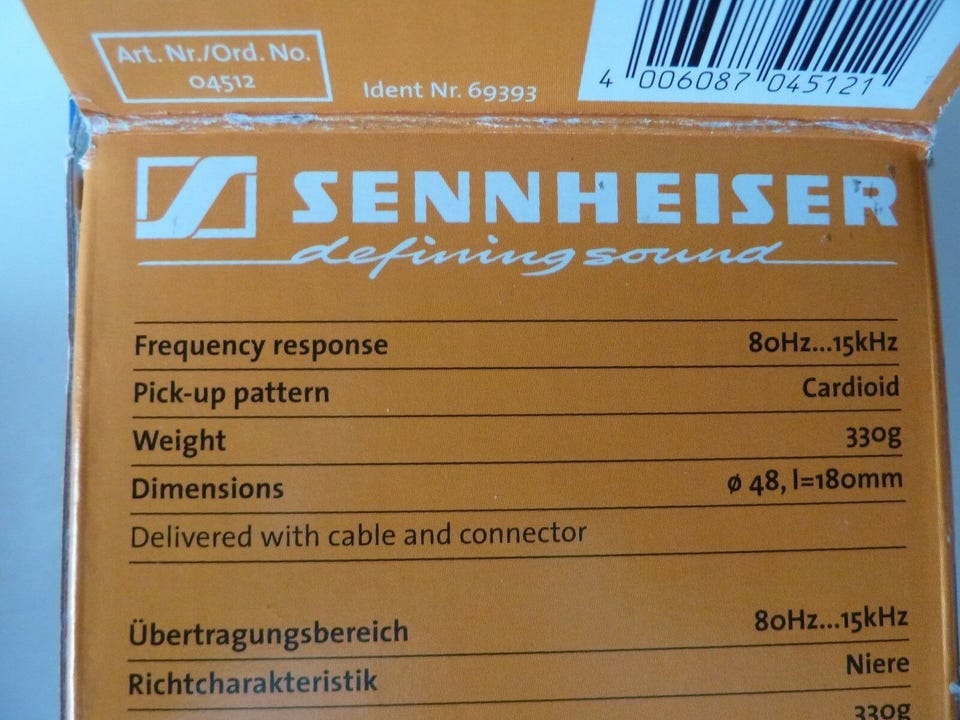 Art. Nr./Ord. No.
04512
Ident Nr. 69393
4 006087 045121
SENNHEISER
defining sound
Frequency response 80Hz...15kHz
Pick-up pattern Cardioid
Weight 330g
Dimensions ø 48, l=180mm
Delivered with cable and connector
Übertragungsbereich 80Hz...15kHz
Richtcharakteristik Niere
330g